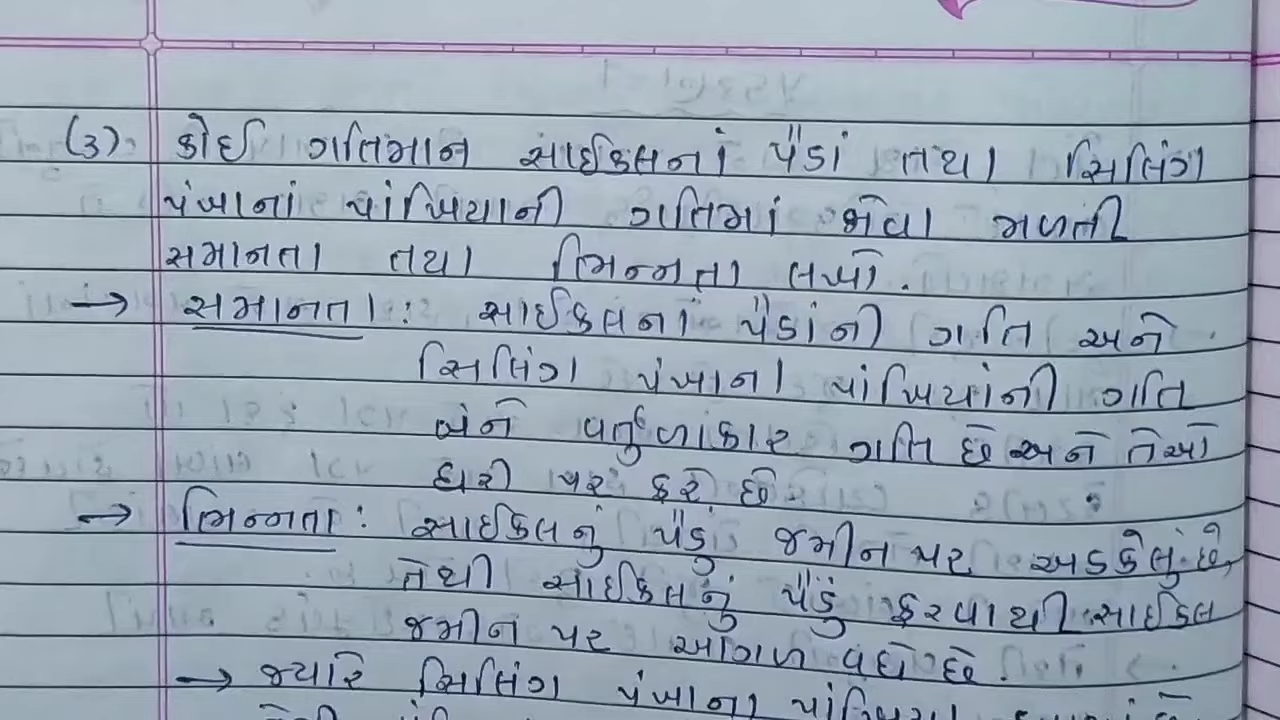 (૩). કોઈ ગતિમાન સાઈકલનાં પૈડાં તથા સિલિંગ
પંખાનાં પાંખિયાની ગતિમાં જોવા મળતી
સમાનતા તથા ભિન્નતા લખો.
→ સમાનતા : સાઈકલનાં પૈડાંની ગતિ અને
સિલિંગ પંખાના પાંખિયાંની ગતિ
બંને વર્તુળાકાર ગતિ છે અને તેઓ
ધરી પર ફરે છે
→ ભિન્નતા : સાઈકલનું પૈડું જમીન પર અડકેલું છે,
તેથી સાઈકલનું પૈડું ફરવાથી સાઈકલ
જમીન પર આગળ વધે છે.
→ જ્યારે સિલિંગ પંખાના પાંખિયા